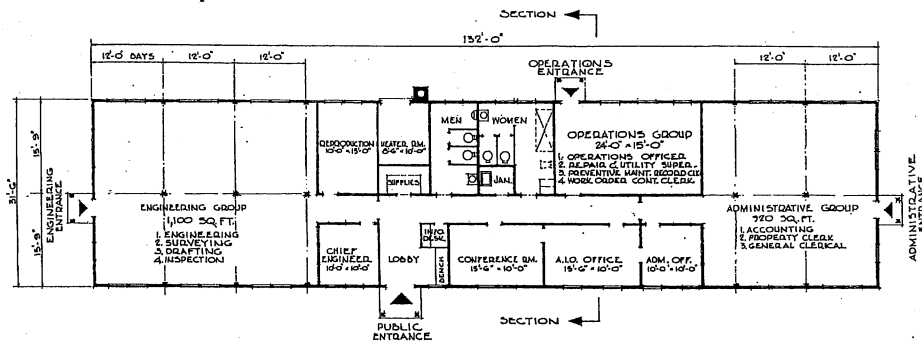 SECTION
132'-0"
12'-0" DAYS
12'-0"
12'-0"
12'-0"
12'-0"
OPERATIONS
ENTRANCE
MEN
WOMEN
REPRODUCTION
10'-0" × 15'-0"
HEATER RM.
8'-6" × 10'-0"
SUPPLIES
JAN.
OPERATIONS GROUP
24'-0" × 15'-0"
1. OPERATIONS OFFICER
2. REPAIR & UTILITY SUPER.
3. PREVENTIVE MAINT. RECORD CLK
4. WORK ORDER CONT. CLERK
31'-6"
15'-9"
15'-9"
ENGINEERING
ENTRANCE
ENGINEERING GROUP
1,100 SQ. FT.
1. ENGINEERING
2. SURVEYING
3. DRAFTING
4. INSPECTION
ADMINISTRATIVE GROUP
920 SQ. FT.
1. ACCOUNTING
2. PROPERTY CLERK
3. GENERAL CLERICAL
ADMINISTRATIVE
ENTRANCE
CHIEF
ENGINEER
10'-0" × 10'-0"
LOBBY
INFO.
DESK
BENCH
CONFERENCE RM.
15'-6" × 10'-0"
A.I.O. OFFICE
15'-6" × 10'-0"
ADM. OFF.
10'-0" × 10'-0"
PUBLIC
ENTRANCE
SECTION